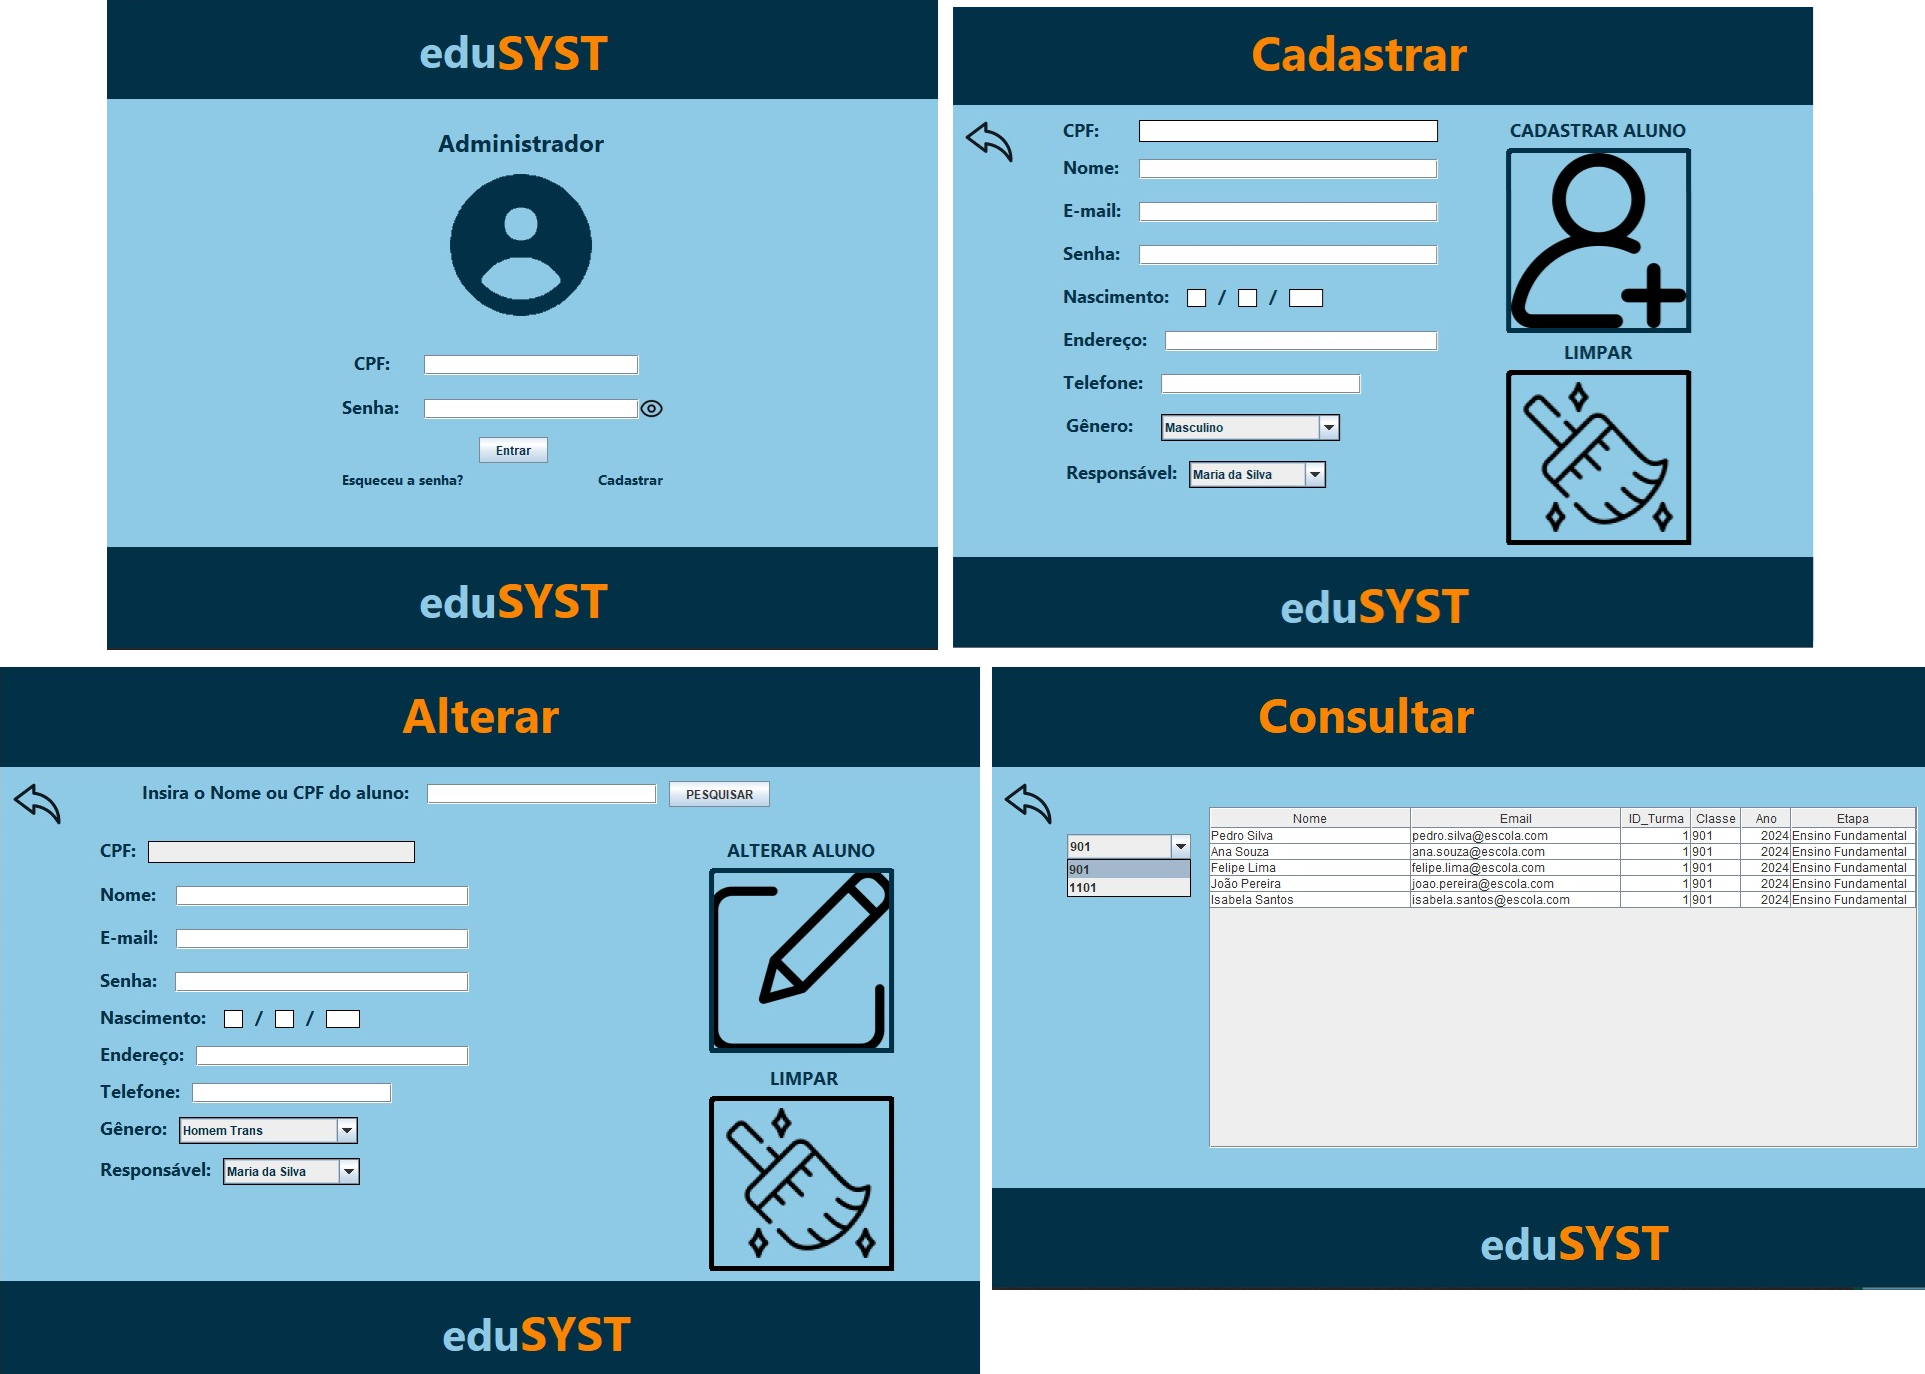 eduSYST
Administrador
CPF:
Senha:
Entrar
Esqueceu a senha? Cadastrar
eduSYST
Cadastrar
CPF:
Nome:
E-mail:
Senha:
Nascimento: / /
Endereço:
Telefone:
Gênero: Masculino
Responsável: Maria da Silva
CADASTRAR ALUNO
LIMPAR
eduSYST
Alterar
Insira o Nome ou CPF do aluno: PESQUISAR
CPF:
Nome:
E-mail:
Senha:
Nascimento: / /
Endereço:
Telefone:
Gênero: Homem Trans
Responsável: Maria da Silva
ALTERAR ALUNO
LIMPAR
eduSYST
Consultar
901
901
1101
Nome Email ID_Turma Classe Ano Etapa
Pedro Silva pedro.silva@escola.com 1 901 2024 Ensino Fundamental
Ana Souza ana.souza@escola.com 1 901 2024 Ensino Fundamental
Felipe Lima felipe.lima@escola.com 1 901 2024 Ensino Fundamental
João Pereira joao.pereira@escola.com 1 901 2024 Ensino Fundamental
Isabela Santos isabela.santos@escola.com 1 901 2024 Ensino Fundamental
eduSYST